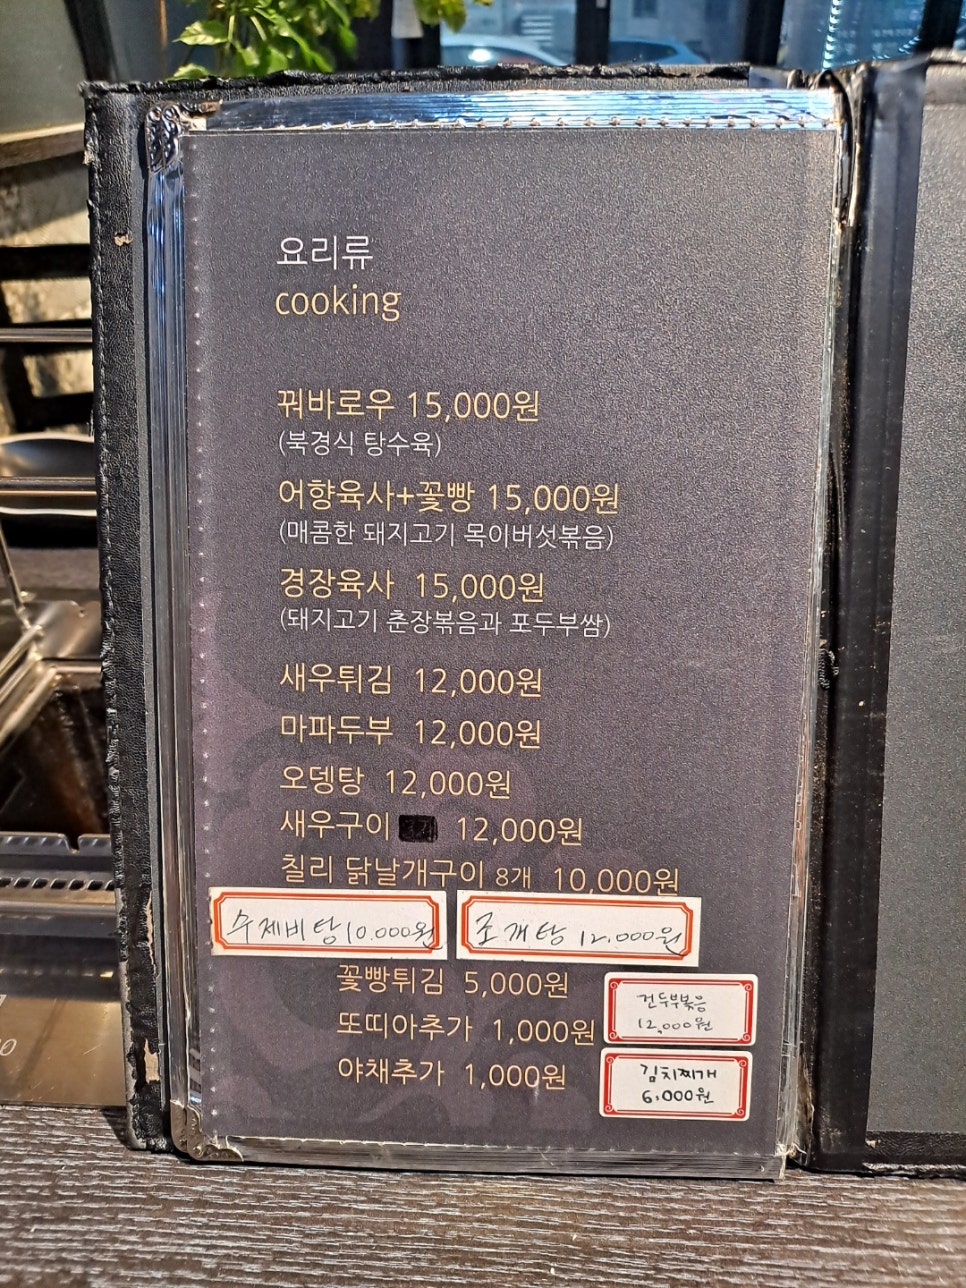 요리류
cooking
꿔바로우 15,000원
(북경식 탕수육)
어향육사+꽃빵 15,000원
(매콤한 돼지고기 목이버섯볶음)
경장육사 15,000원
(돼지고기 춘장볶음과 포두부쌈)
새우튀김 12,000원
마파두부 12,000원
오뎅탕 12,000원
새우구이 12,000원
칠리 닭날개구이 8개 10,000원
수제비탕 10.000원
조개탕 12.000원
꽃빵튀김 5,000원
또띠아추가 1,000원
야채추가 1,000원
건두부볶음
12,000원
김치찌개
6.000원